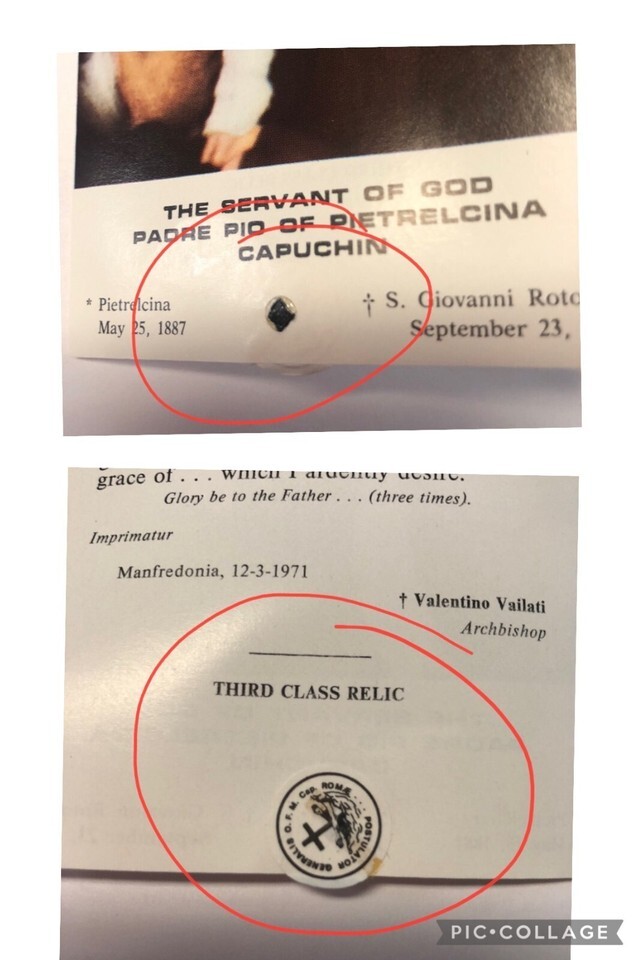 THE SERVANT OF GOD
PADRE PIO OF PIETRELCINA
CAPUCHIN
* Pietrelcina
May 25, 1887
† S. Giovanni Roto
September 23,
grace of . . . which I ardently desire.
Glory be to the Father . . . (three times).
Imprimatur
Manfredonia, 12-3-1971
† Valentino Vailati
Archbishop
THIRD CLASS RELIC
POSTULATOR GENERALIS O. F. M. Cap. ROMÆ
PIC•COLLAGE